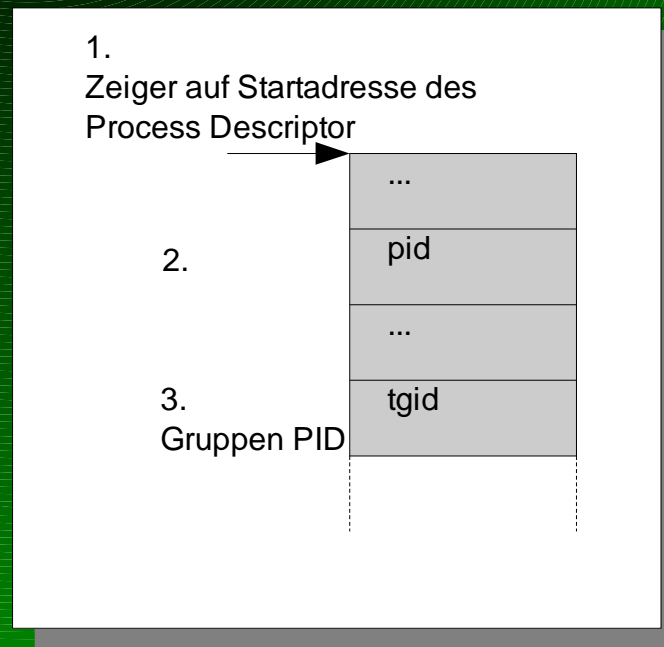 1.
Zeiger auf Startadresse des
Process Descriptor
...
2.
pid
...
3.
tgid
Gruppen PID